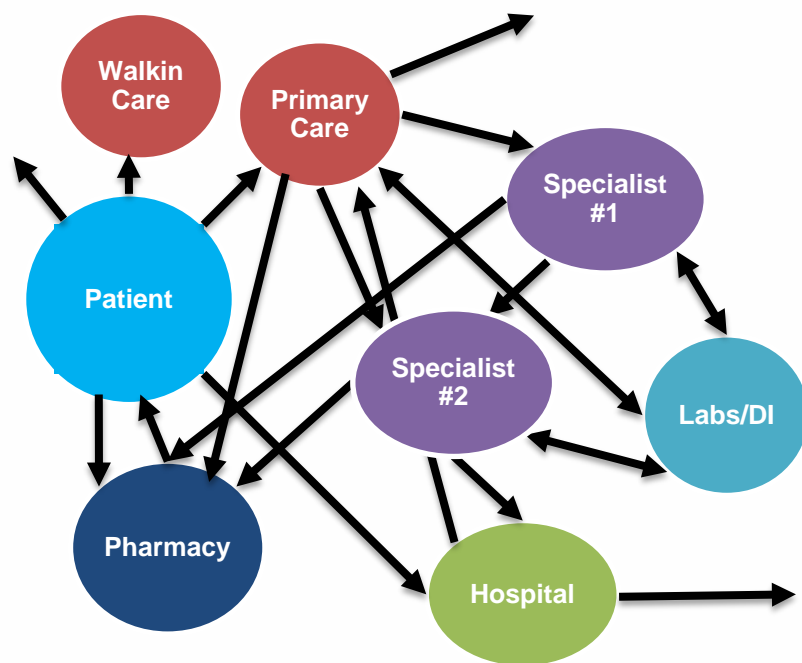 Walkin
Care
Primary
Care
Specialist
#1
Patient
Specialist
#2
Labs/DI
Pharmacy
Hospital